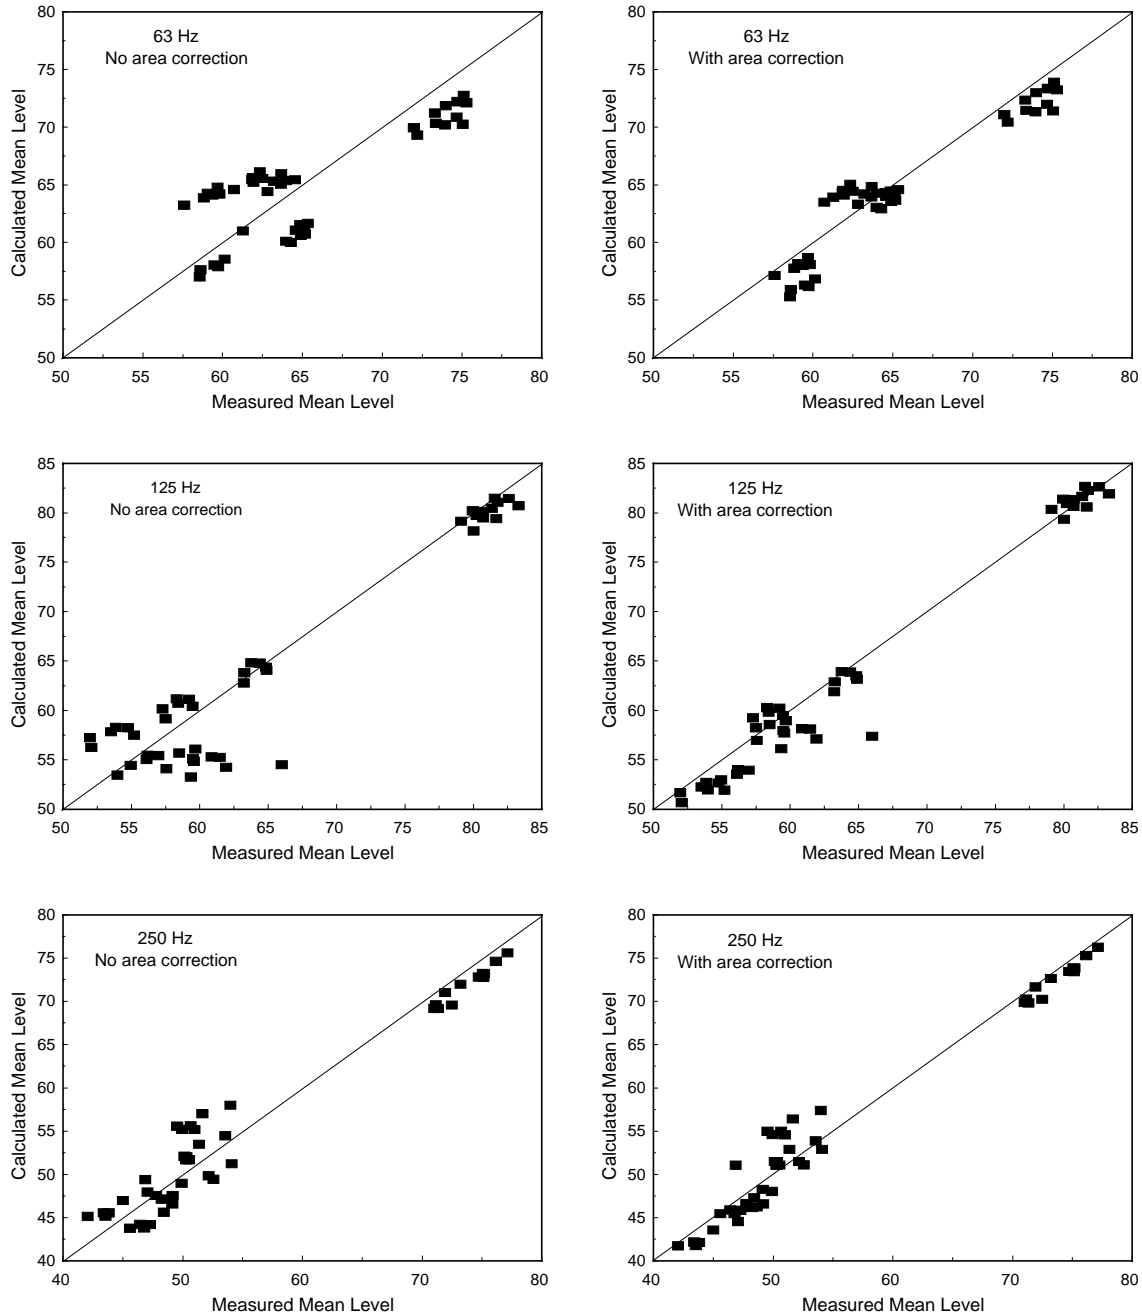 80
75
70
65
60
55
50
Calculated Mean Level
63 Hz
No area correction
50 55 60 65 70 75 80
Measured Mean Level
80
75
70
65
60
55
50
Calculated Mean Level
63 Hz
With area correction
50 55 60 65 70 75 80
Measured Mean Level
85
80
75
70
65
60
55
50
Calculated Mean Level
125 Hz
No area correction
50 55 60 65 70 75 80 85
Measured Mean Level
85
80
75
70
65
60
55
50
Calculated Mean Level
125 Hz
With area correction
50 55 60 65 70 75 80 85
Measured Mean Level
80
75
70
65
60
55
50
45
40
Calculated Mean Level
250 Hz
No area correction
40 50 60 70 80
Measured Mean Level
80
75
70
65
60
55
50
45
40
Calculated Mean Level
250 Hz
With area correction
40 50 60 70 80
Measured Mean Level